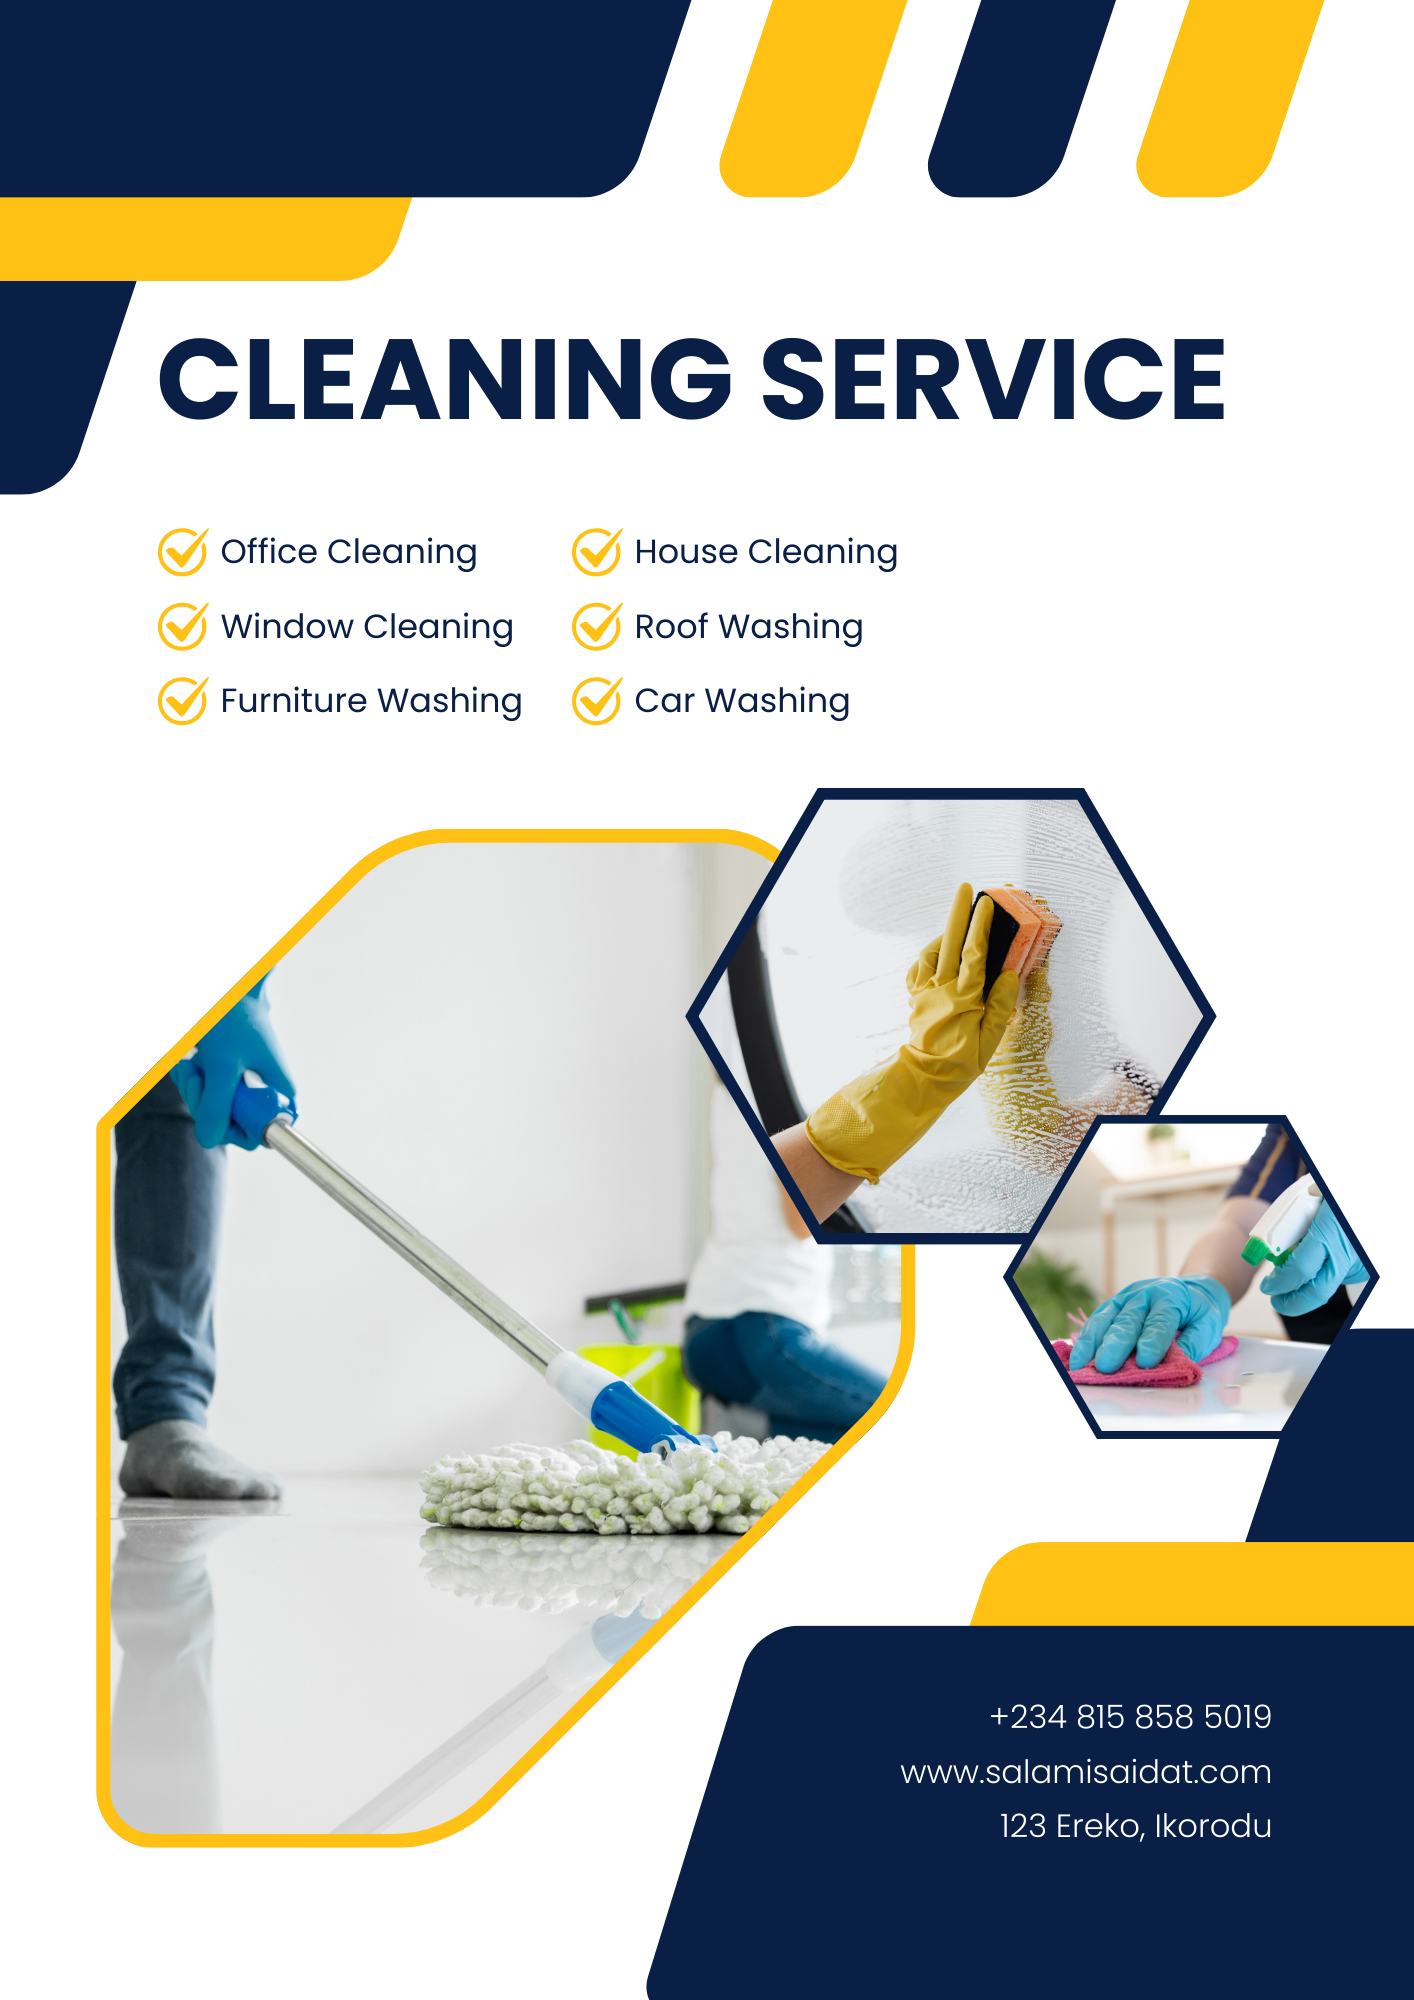 CLEANING SERVICE
Office Cleaning
House Cleaning
Window Cleaning
Roof Washing
Furniture Washing
Car Washing
+234 815 858 5019
www.salamisaidat.com
123 Ereko, Ikorodu